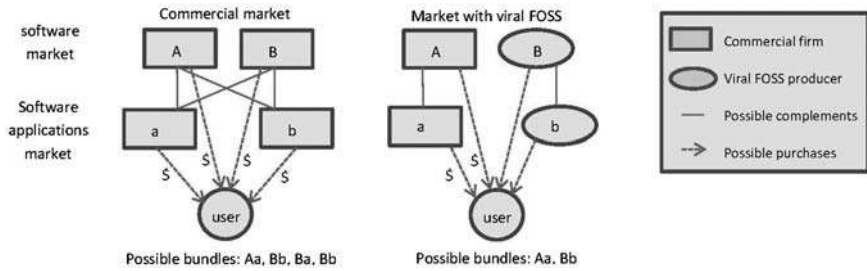 Commercial market
Market with viral FOSS
software
market
A
B
A
B
Software
applications
market
a
b
a
b
$
$
$
$
$
$
user
user
Possible bundles: Aa, Bb, Ba, Bb
Possible bundles: Aa, Bb
Commercial firm
Viral FOSS producer
Possible complements
Possible purchases